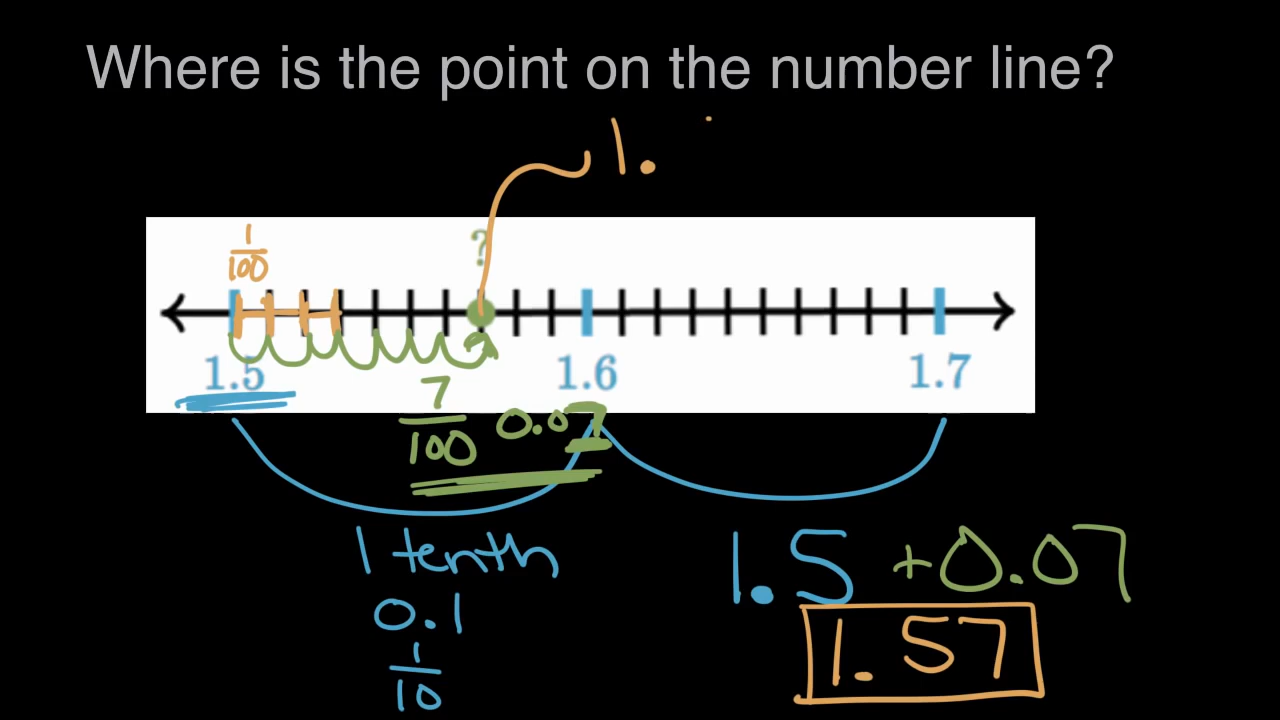 Where is the point on the number line?
1.
1/100
?
1.5 1.6 1.7
7/100 0.07
1 tenth
0.1
1/10
1.5 + 0.07
1.57